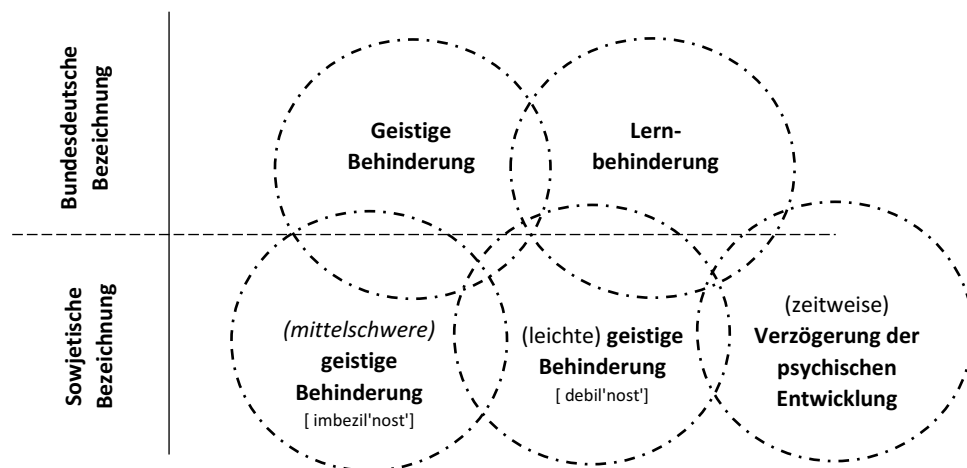 Bundesdeutsche
Bezeichnung
Geistige
Behinderung
Lern-
behinderung
Sowjetische
Bezeichnung
(mittelschwere)
geistige
Behinderung
[ imbezil'nost']
(leichte) geistige
Behinderung
[ debil'nost']
(zeitweise)
Verzögerung der
psychischen
Entwicklung